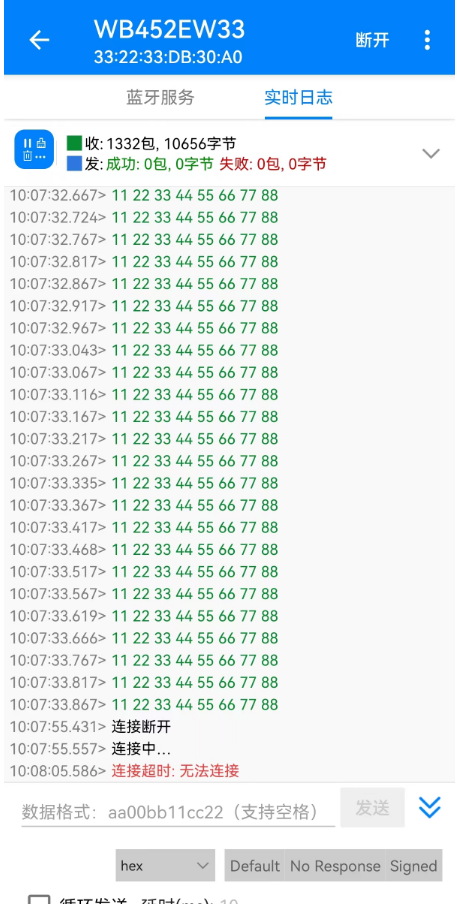 WB452EW33
33:22:33:DB:30:A0
断开
蓝牙服务 实时日志
收: 1332包, 10656字节
发: 成功: 0包, 0字节 失败: 0包, 0字节
10:07:32.667> 11 22 33 44 55 66 77 88
10:07:32.724> 11 22 33 44 55 66 77 88
10:07:32.767> 11 22 33 44 55 66 77 88
10:07:32.817> 11 22 33 44 55 66 77 88
10:07:32.867> 11 22 33 44 55 66 77 88
10:07:32.917> 11 22 33 44 55 66 77 88
10:07:32.967> 11 22 33 44 55 66 77 88
10:07:33.043> 11 22 33 44 55 66 77 88
10:07:33.067> 11 22 33 44 55 66 77 88
10:07:33.116> 11 22 33 44 55 66 77 88
10:07:33.167> 11 22 33 44 55 66 77 88
10:07:33.217> 11 22 33 44 55 66 77 88
10:07:33.267> 11 22 33 44 55 66 77 88
10:07:33.335> 11 22 33 44 55 66 77 88
10:07:33.367> 11 22 33 44 55 66 77 88
10:07:33.417> 11 22 33 44 55 66 77 88
10:07:33.468> 11 22 33 44 55 66 77 88
10:07:33.517> 11 22 33 44 55 66 77 88
10:07:33.567> 11 22 33 44 55 66 77 88
10:07:33.619> 11 22 33 44 55 66 77 88
10:07:33.666> 11 22 33 44 55 66 77 88
10:07:33.767> 11 22 33 44 55 66 77 88
10:07:33.817> 11 22 33 44 55 66 77 88
10:07:33.867> 11 22 33 44 55 66 77 88
10:07:55.431> 连接断开
10:07:55.557> 连接中...
10:08:05.586> 连接超时: 无法连接
数据格式: aa00bb11cc22（支持空格） 发送
hex Default No Response Signed
循环发送 延时(ms): 10